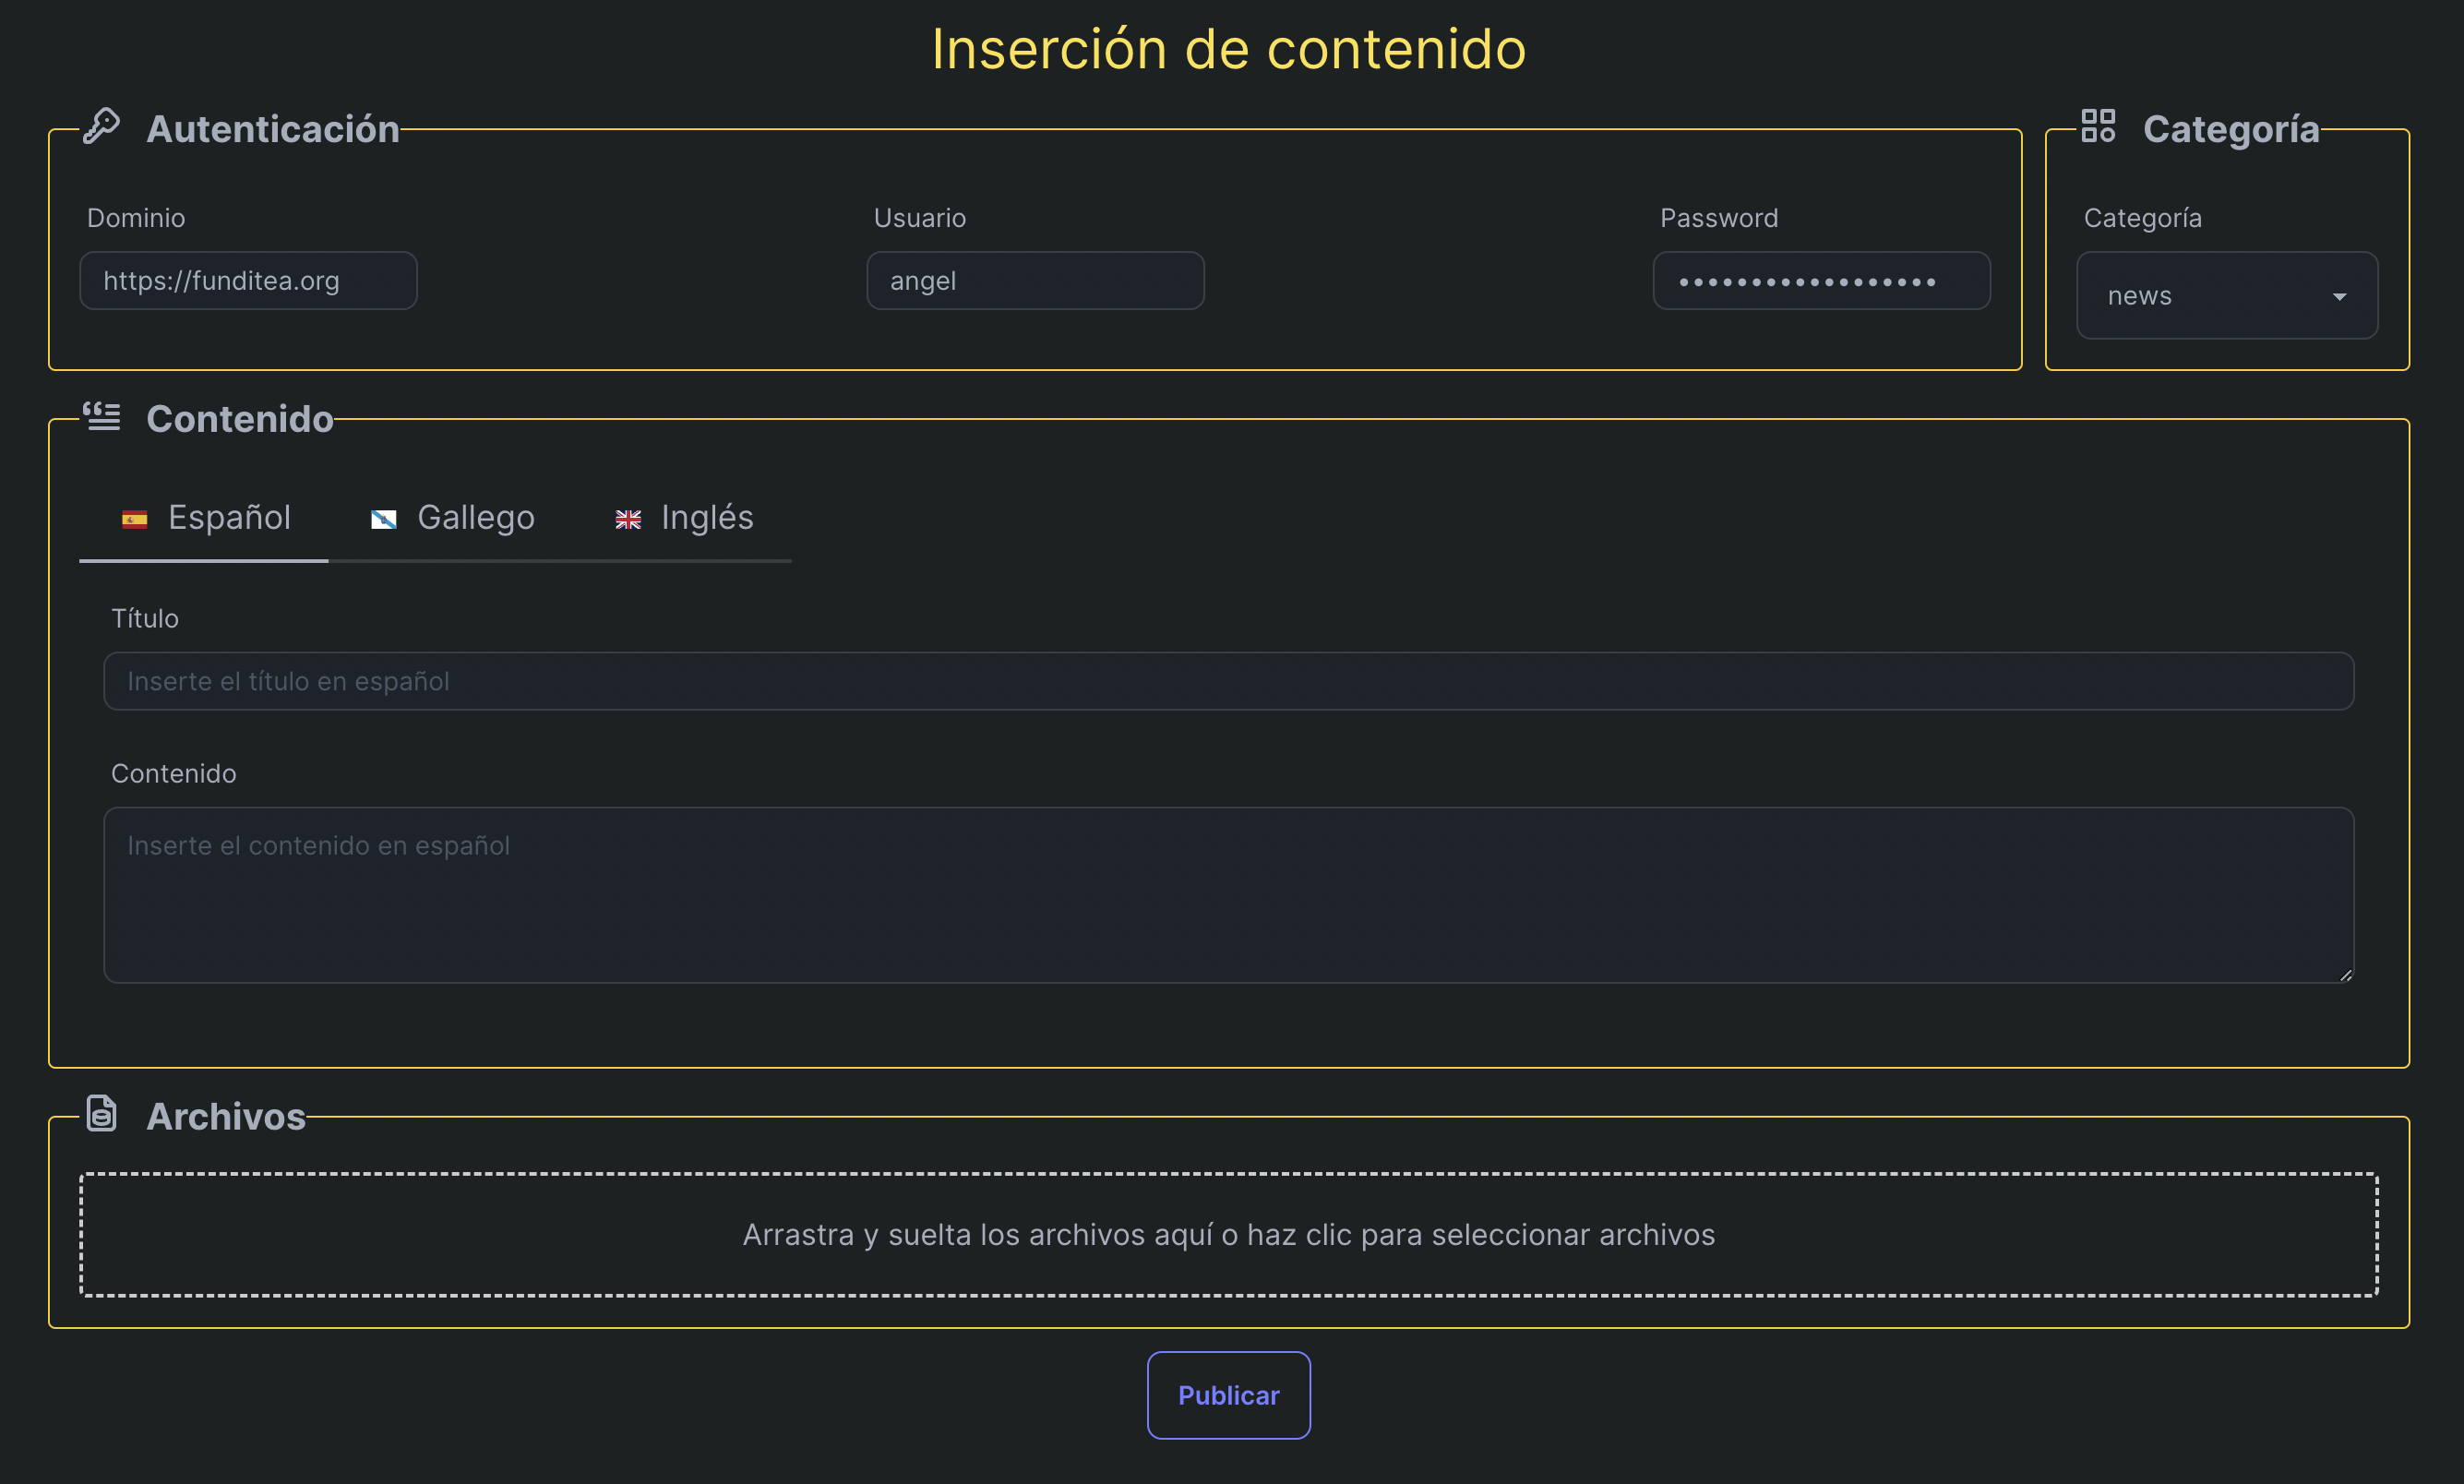 Inserción de contenido
Autenticación
Dominio
Usuario
Password
https://funditea.org
angel
••••••••••••••••••
Categoría
Categoría
news
Contenido
Español
Gallego
Inglés
Título
Inserte el título en español
Contenido
Inserte el contenido en español
Archivos
Arrastra y suelta los archivos aquí o haz clic para seleccionar archivos
Publicar